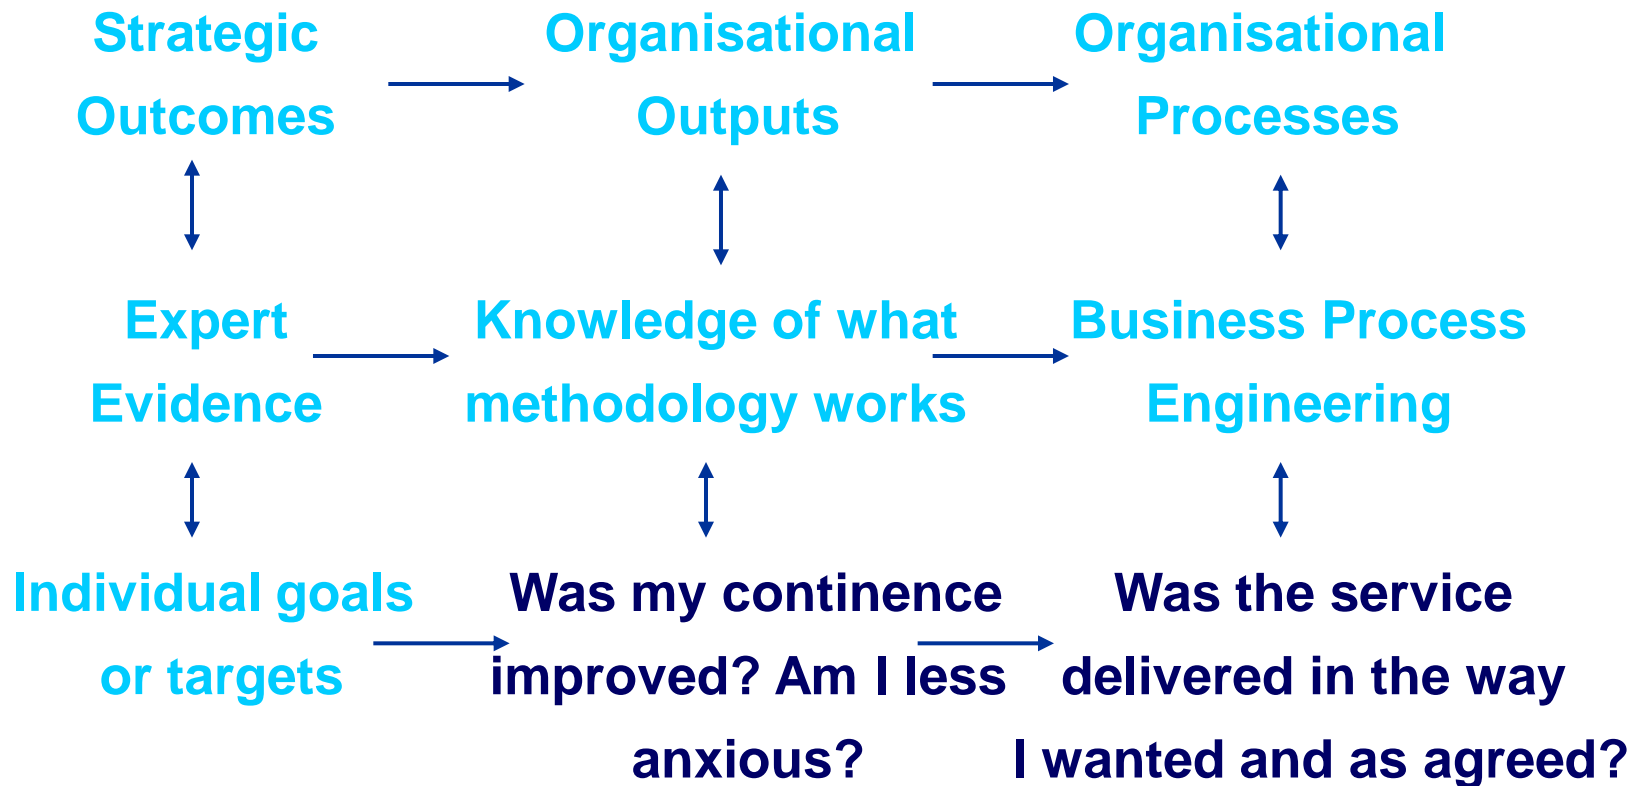 Strategic
Outcomes
Organisational
Outputs
Organisational
Processes
Expert
Evidence
Knowledge of what
methodology works
Business Process
Engineering
Individual goals
or targets
Was my continence
improved? Am I less
anxious?
Was the service
delivered in the way
I wanted and as agreed?